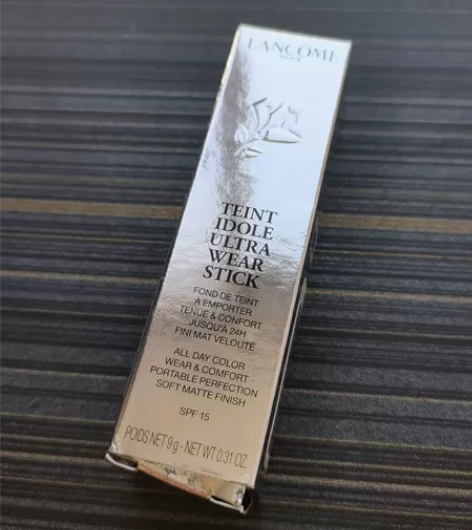 LANCÔME
PARIS
TEINT
IDOLE
ULTRA
WEAR
STICK
FOND DE TEINT
À EMPORTER
TENUE & CONFORT
JUSQU'À 24H
FINI MAT VELOUTÉ
ALL DAY COLOR
WEAR & COMFORT
PORTABLE PERFECTION
SOFT MATTE FINISH
SPF 15
POIDS NET 9 g - NET WT 0.31 OZ.